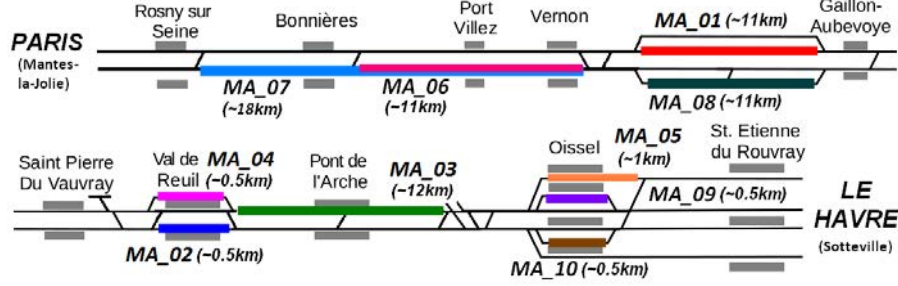 Rosny sur
Seine
Bonnières
Port
Villez
Vernon
MA_01 (~11km)
Gaillon-
Aubevoye
PARIS
(Mantes-
la-Jolie)
MA_07
(~18km)
MA_06
(~11km)
MA_08 (~11km)
Saint Pierre
Du Vauvray
Val de
Reuil
MA_04
(~0.5km)
Pont de
l'Arche
MA_03
(~12km)
Oissel
MA_05
(~1km)
St. Etienne
du Rouvray
MA_09 (~0.5km)
LE
HAVRE
(Sotteville)
MA_02 (~0.5km)
MA_10 (~0.5km)